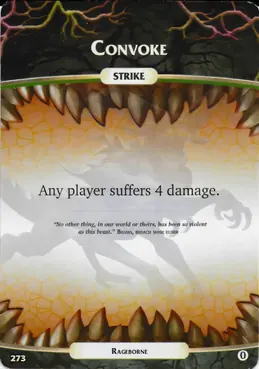 CONVOKE
STRIKE
Any player suffers 4 damage.
"No other thing, in our world or theirs, has been so violent
as this beast."
RAGEBORNE
273
0